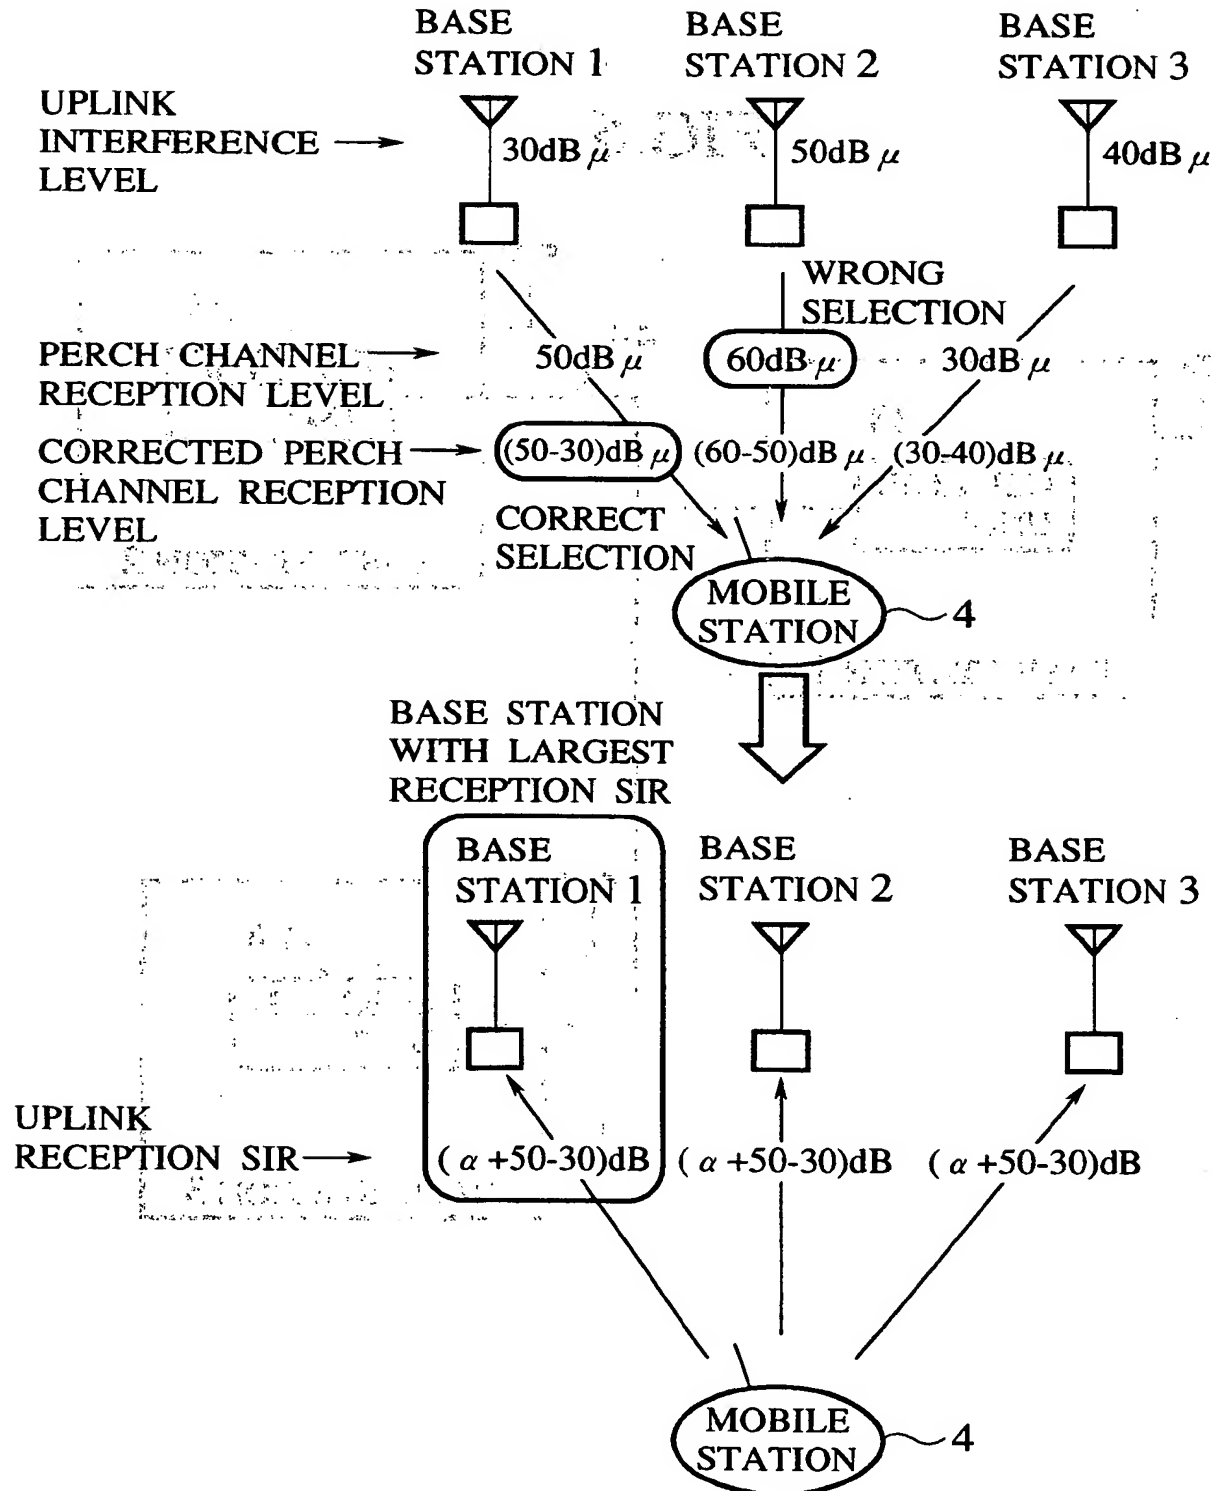 BASE
STATION 1
BASE
STATION 2
BASE
STATION 3
UPLINK
INTERFERENCE
LEVEL
30dB μ
50dB μ
40dB μ
WRONG
SELECTION
PERCH CHANNEL
RECEPTION LEVEL
50dB μ
60dB μ
30dB μ
CORRECTED PERCH
CHANNEL RECEPTION
LEVEL
(50-30)dB μ
(60-50)dB μ
(30-40)dB μ
CORRECT
SELECTION
MOBILE
STATION
4
BASE STATION
WITH LARGEST
RECEPTION SIR
BASE
STATION 1
BASE
STATION 2
BASE
STATION 3
UPLINK
RECEPTION SIR
(α+50-30)dB
(α+50-30)dB
(α+50-30)dB
MOBILE
STATION
4